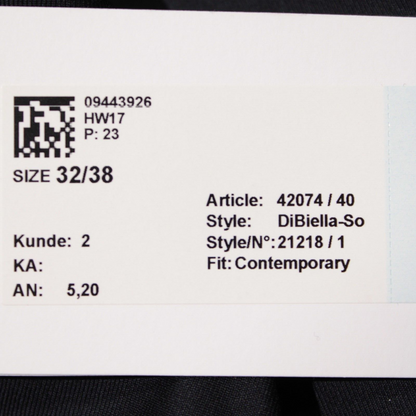 09443926
HW17
P: 23
SIZE 32/38
Article: 42074 / 40
Style: DiBiella-So
Kunde: 2
Style/N°: 21218 / 1
KA:
Fit: Contemporary
AN: 5,20